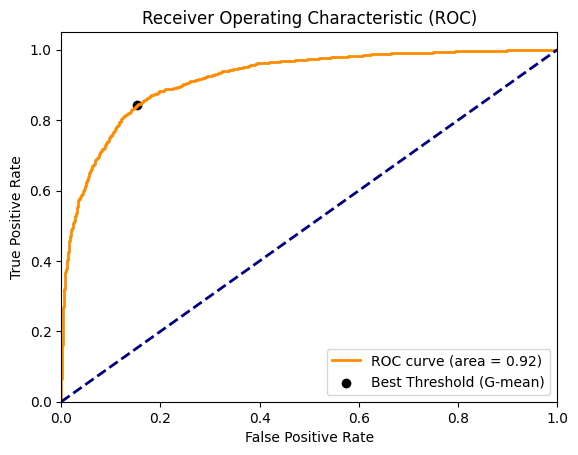 Receiver Operating Characteristic (ROC)
True Positive Rate
1.0
0.8
0.6
0.4
0.2
0.0
0.0 0.2 0.4 0.6 0.8 1.0
False Positive Rate
ROC curve (area = 0.92)
Best Threshold (G-mean)